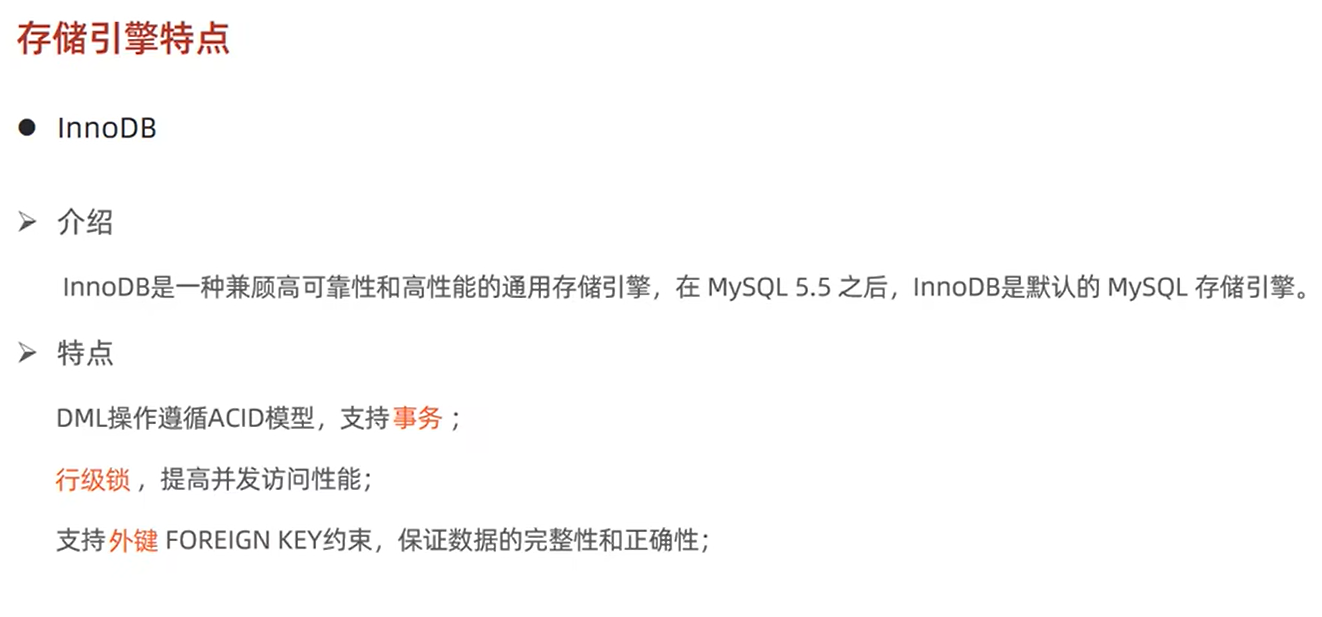 存储引擎特点
● InnoDB
➢ 介绍
InnoDB是一种兼顾高可靠性和高性能的通用存储引擎，在 MySQL 5.5 之后，InnoDB是默认的 MySQL 存储引擎。
➢ 特点
DML操作遵循ACID模型，支持事务；
行级锁，提高并发访问性能；
支持外键 FOREIGN KEY约束，保证数据的完整性和正确性；